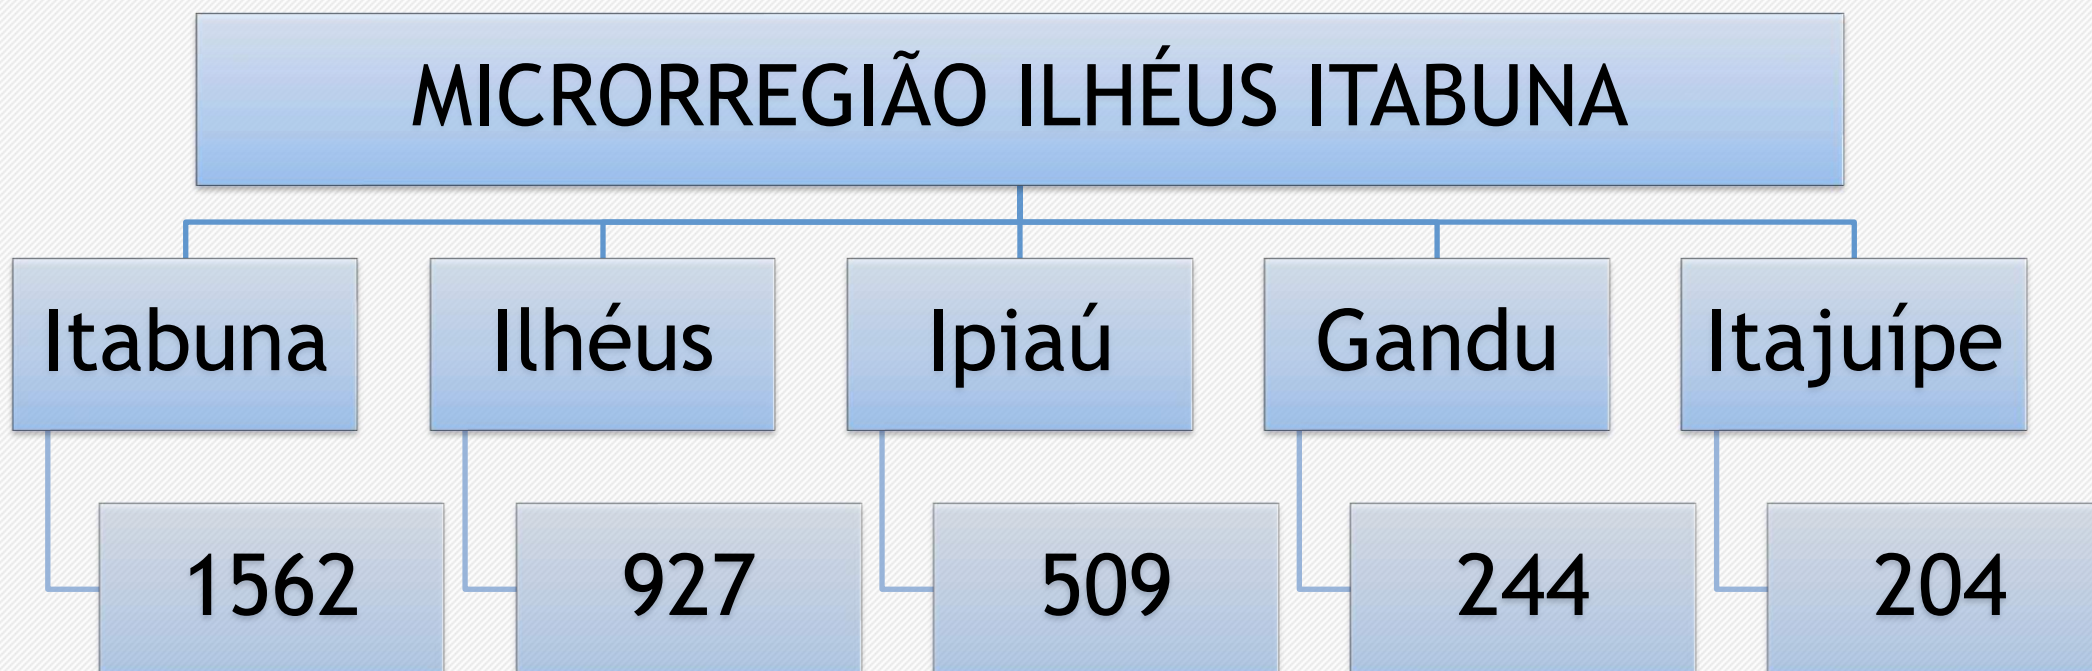 MICRORREGIÃO ILHÉUS ITABUNA
Itabuna
Ilhéus
Ipiaú
Gandu
Itajuípe
1562
927
509
244
204